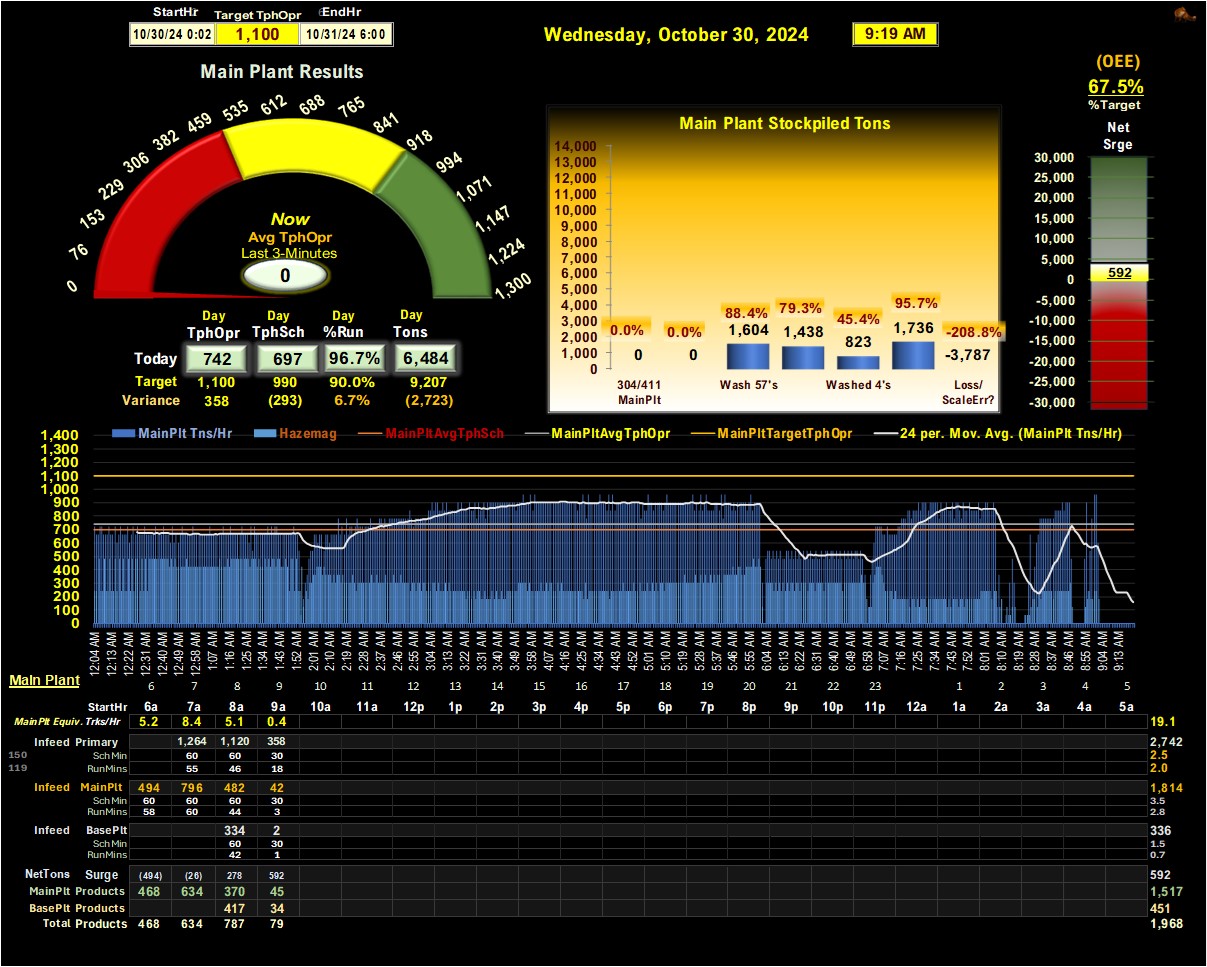 StartHr Target TphOpr eEndHr
10/30/24 0:02 1,100 10/31/24 6:00
Wednesday, October 30, 2024
9:19 AM
(OEE)
67.5%
%Target
Main Plant Results
0
76
153
229
306
382
459
535
612
688
765
841
918
994
1,071
1,147
1,224
1,300
Now
Avg TphOpr
Last 3-Minutes
0
Day Day Day Day
TphOpr TphSch %Run Tons
Today 742 697 96.7% 6,484
Target 1,100 990 90.0% 9,207
Variance 358 (293) 6.7% (2,723)
Main Plant Stockpiled Tons
14,000
13,000
12,000
11,000
10,000
9,000
8,000
7,000
6,000
5,000
4,000
3,000
2,000
1,000
0
0.0% 0.0% 88.4% 79.3% 45.4% 95.7% -208.8%
0 0 1,604 1,438 823 1,736 -3,787
304/411 Wash 57's Washed 4's Loss/
MainPlt ScaleErr?
Net
Srge
30,000
25,000
20,000
15,000
10,000
5,000
0
-5,000
-10,000
-15,000
-20,000
-25,000
-30,000
592
MainPlt Tns/Hr Hazemag MainPltAvgTphSch MainPltAvgTphOpr MainPltTargetTphOpr 24 per. Mov. Avg. (MainPlt Tns/Hr)
1,400
1,300
1,200
1,100
1,000
900
800
700
600
500
400
300
200
100
0
12:04 AM
12:13 AM
12:22 AM
12:31 AM
12:40 AM
12:49 AM
12:58 AM
1:07 AM
1:16 AM
1:25 AM
1:34 AM
1:43 AM
1:52 AM
2:01 AM
2:10 AM
2:19 AM
2:28 AM
2:37 AM
2:46 AM
2:55 AM
3:04 AM
3:13 AM
3:22 AM
3:31 AM
3:40 AM
3:49 AM
3:58 AM
4:07 AM
4:16 AM
4:25 AM
4:34 AM
4:43 AM
4:52 AM
5:01 AM
5:10 AM
5:19 AM
5:28 AM
5:37 AM
5:46 AM
5:55 AM
6:04 AM
6:13 AM
6:22 AM
6:31 AM
6:40 AM
6:49 AM
6:58 AM
7:07 AM
7:16 AM
7:25 AM
7:34 AM
7:43 AM
7:52 AM
8:01 AM
8:10 AM
8:19 AM
8:28 AM
8:37 AM
8:46 AM
8:55 AM
9:04 AM
9:13 AM
Main Plant 6 7 8 9 10 11 12 13 14 15 16 17 18 19 20 21 22 23 1 2 3 4 5
StartHr 6a 7a 8a 9a 10a 11a 12p 1p 2p 3p 4p 5p 6p 7p 8p 9p 10p 11p 12a 1a 2a 3a 4a 5a
MainPlt Equiv. Trks/Hr 5.2 8.4 5.1 0.4 19.1
Infeed Primary 1,264 1,120 358 2,742
150 Sch Min 60 60 30 2.5
119 RunMins 55 46 18 2.0
Infeed MainPlt 494 796 482 42 1,814
Sch Min 60 60 60 30 3.5
RunMins 58 60 44 3 2.8
Infeed BasePlt 334 2 336
Sch Min 60 30 1.5
RunMins 42 1 0.7
NetTons Surge (494) (26) 278 592 592
MainPlt Products 468 634 370 45 1,517
BasePlt Products 417 34 451
Total Products 468 634 787 79 1,968